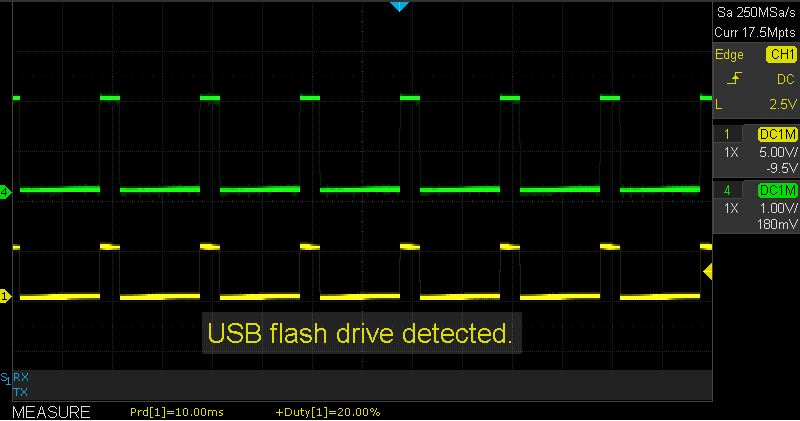 Sa 250MSa/s
Curr 17.5Mpts
Edge CH1
DC
L 2.5V
1 DC1M
1X 5.00V/
-9.5V
4 DC1M
1X 1.00V/
180mV
4
1
USB flash drive detected.
S1 RX
TX
MEASURE Prd[1]=10.00ms +Duty[1]=20.00%